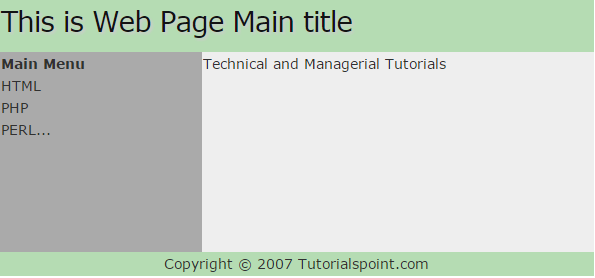 This is Web Page Main title
Main Menu
HTML
PHP
PERL...
Technical and Managerial Tutorials
Copyright © 2007 Tutorialspoint.com